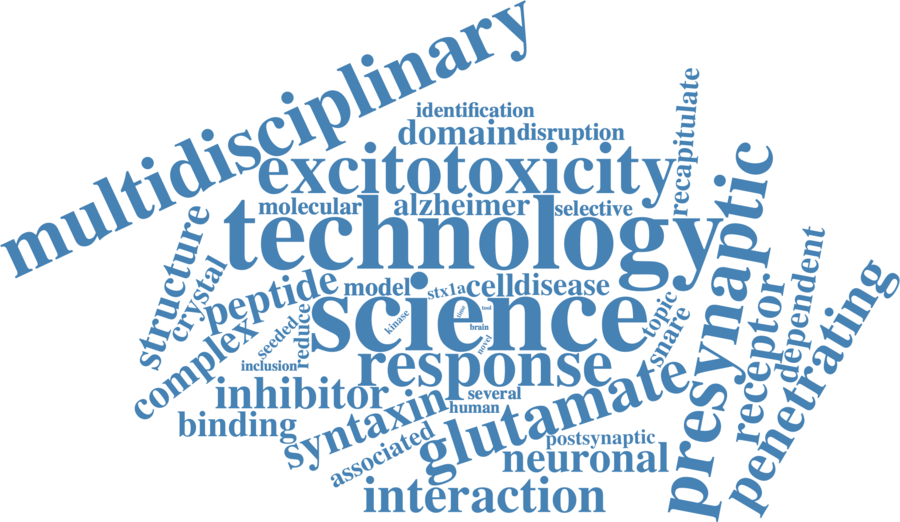 multidisciplinary
identification
domain
disruption
recapitulate
excitotoxicity
molecular
alzheimer
selective
technology
presynaptic
structure
crystal
peptide
model
stx1a
cell
disease
science
kinase
brain
novel
topic
snare
receptor
dependent
penetrating
complex
seeded
reduce
inclusion
response
inhibitor
several
human
binding
syntaxin
glutamate
associated
postsynaptic
neuronal
interaction